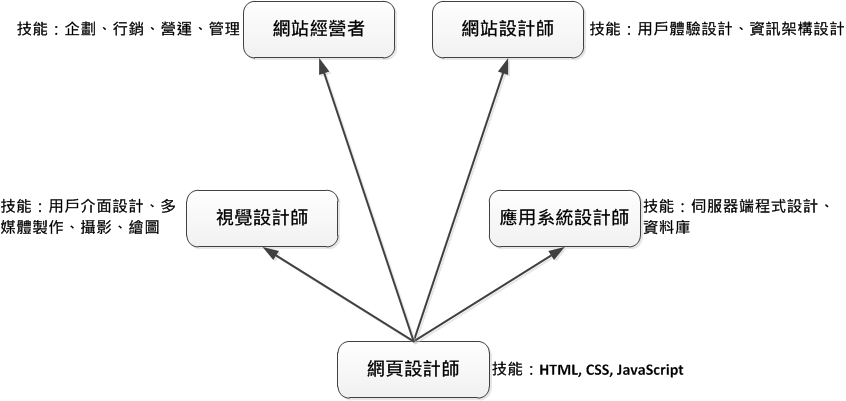 技能：企劃、行銷、營運、管理
網站經營者
網站設計師
技能：用戶體驗設計、資訊架構設計
技能：用戶介面設計、多
媒體製作、攝影、繪圖
視覺設計師
應用系統設計師
技能：伺服器端程式設計、
資料庫
網頁設計師
技能：HTML, CSS, JavaScript